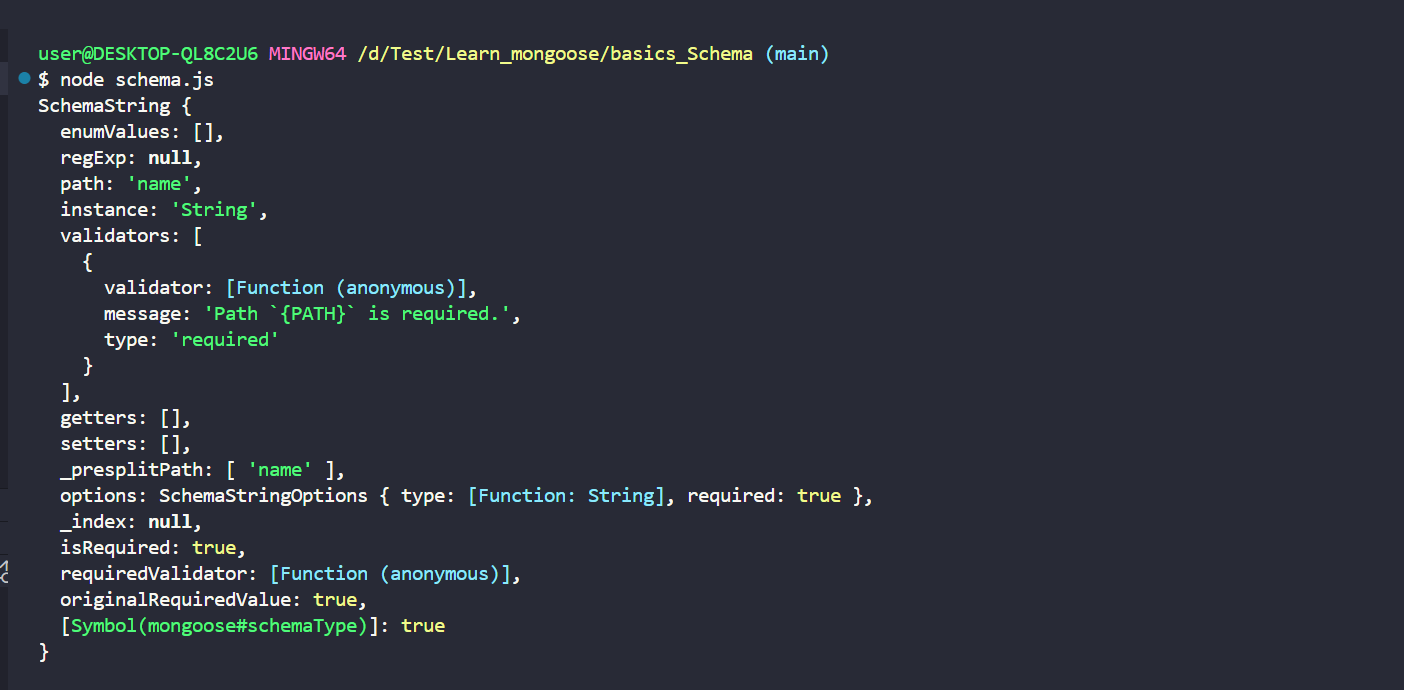 user@DESKTOP-QL8C2U6 MINGW64 /d/Test/Learn_mongoose/basics_Schema (main)
$ node schema.js
SchemaString {
  enumValues: [],
  regExp: null,
  path: 'name',
  instance: 'String',
  validators: [
    {
      validator: [Function (anonymous)],
      message: 'Path `{PATH}` is required.',
      type: 'required'
    }
  ],
  getters: [],
  setters: [],
  _presplitPath: [ 'name' ],
  options: SchemaStringOptions { type: [Function: String], required: true },
  _index: null,
  isRequired: true,
  requiredValidator: [Function (anonymous)],
  originalRequiredValue: true,
  [Symbol(mongoose#schemaType)]: true
}